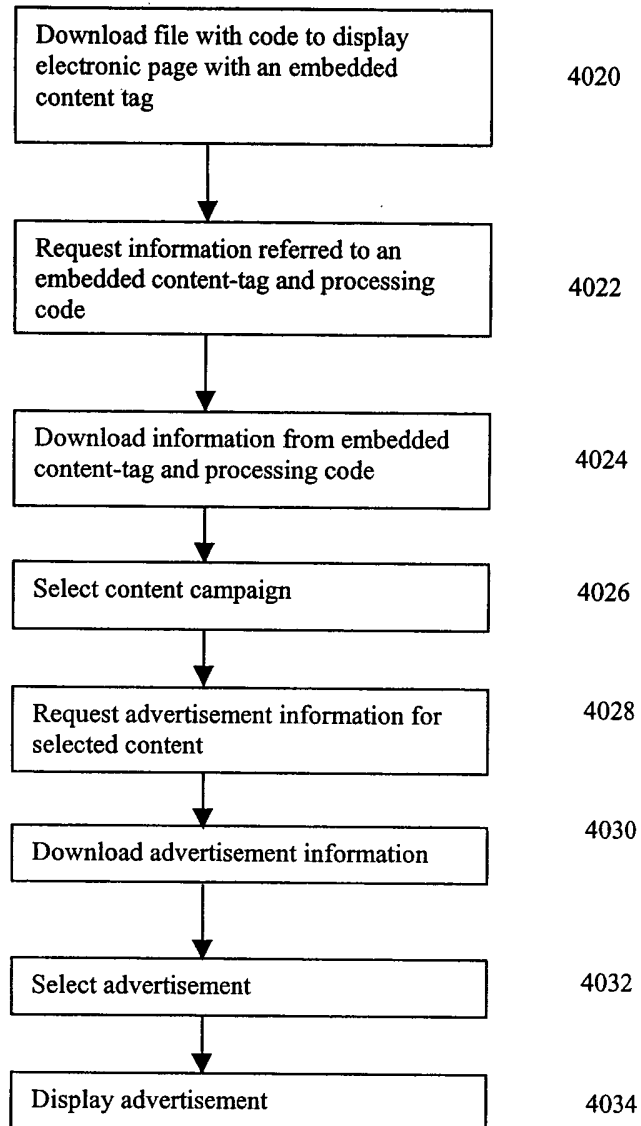 Download file with code to display
electronic page with an embedded
content tag
4020
Request information referred to an
embedded content-tag and processing
code
4022
Download information from embedded
content-tag and processing code
4024
Select content campaign
4026
Request advertisement information for
selected content
4028
Download advertisement information
4030
Select advertisement
4032
Display advertisement
4034